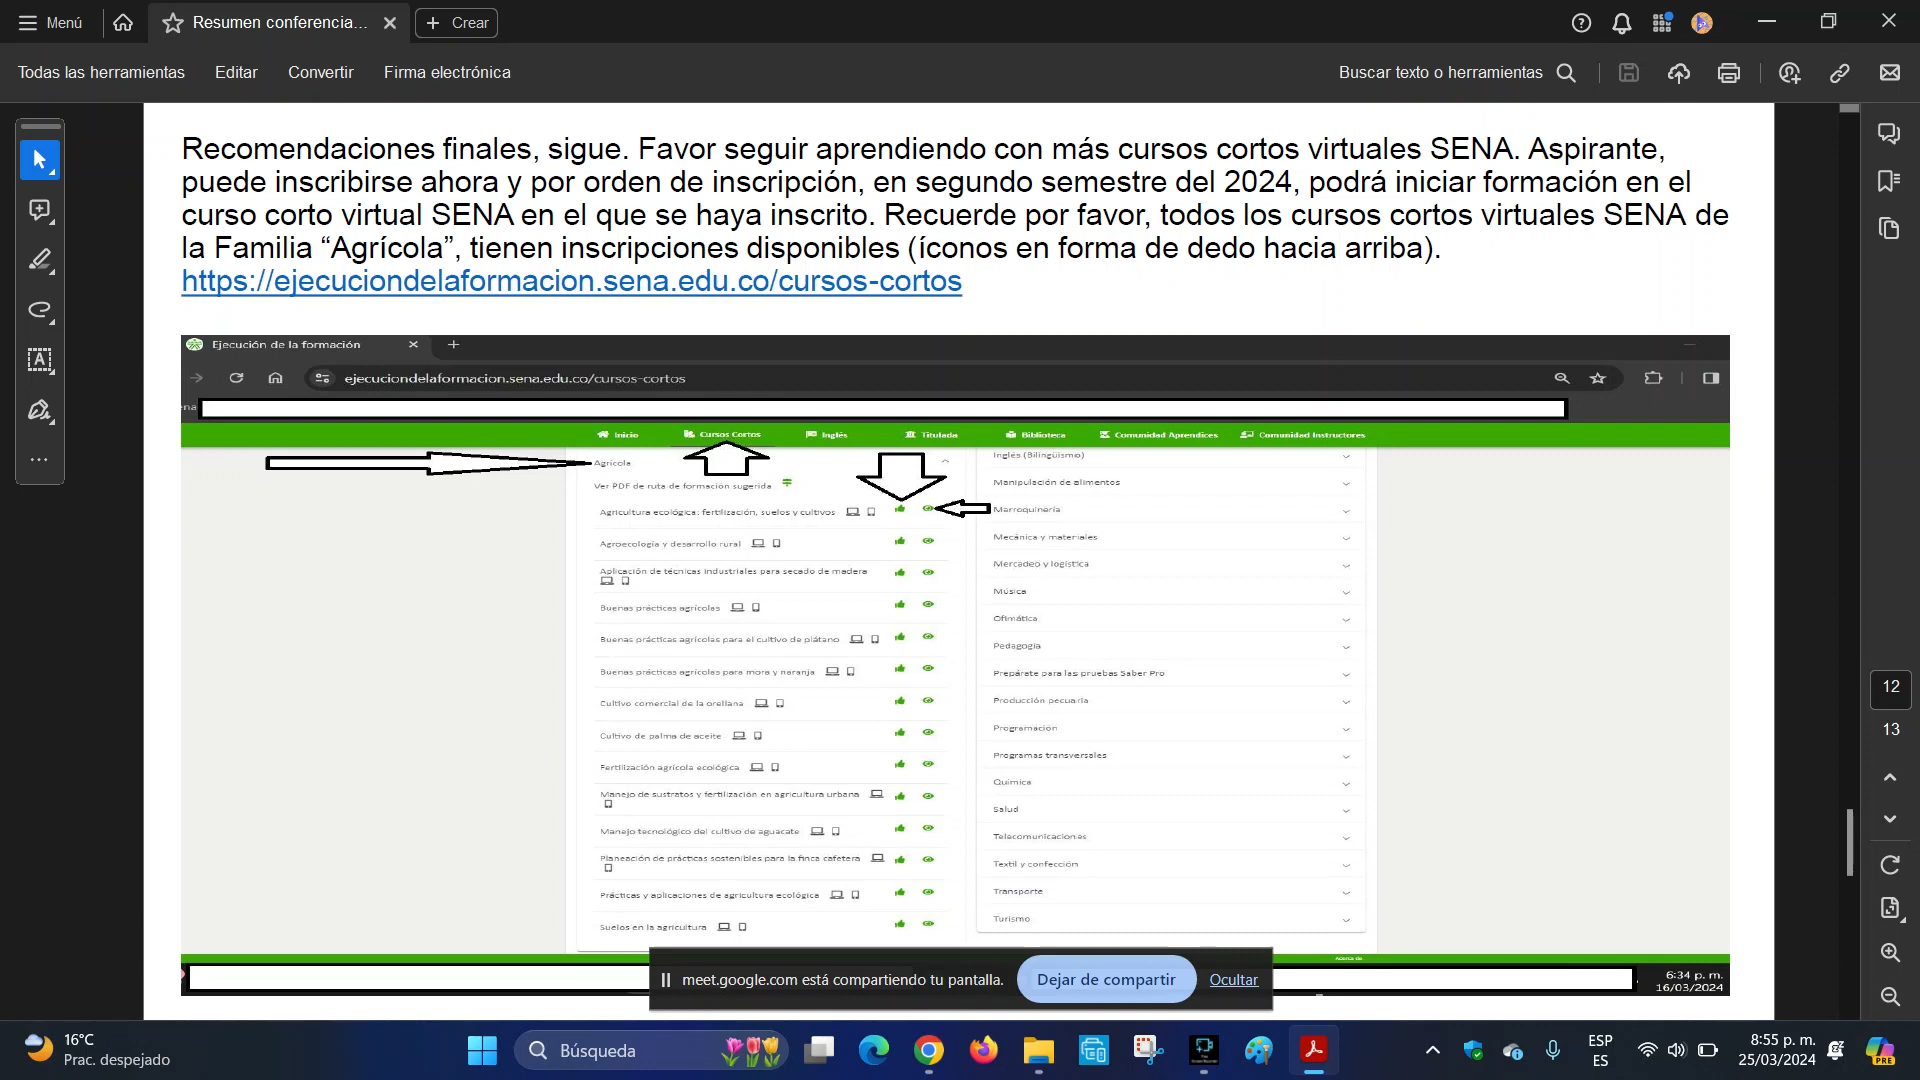 Menú
Resumen conferencia...
Crear
Todas las herramientas
Editar
Convertir
Firma electrónica
Buscar texto o herramientas
Recomendaciones finales, sigue. Favor seguir aprendiendo con más cursos cortos virtuales SENA. Aspirante,
puede inscribirse ahora y por orden de inscripción, en segundo semestre del 2024, podrá iniciar formación en el
curso corto virtual SENA en el que se haya inscrito. Recuerde por favor, todos los cursos cortos virtuales SENA de
la Familia “Agrícola”, tienen inscripciones disponibles (íconos en forma de dedo hacia arriba).
https://ejecuciondelaformacion.sena.edu.co/cursos-cortos
Ejecución de la formación
ejecuciondelaformacion.sena.edu.co/cursos-cortos
ena
Inicio
Cursos Cortos
Inglés
Titulada
Biblioteca
Comunidad Aprendices
Comunidad Instructores
Agrícola
Ver PDF de ruta de formación sugerida
Agricultura ecológica: fertilización, suelos y cultivos
Agroecología y desarrollo rural
Aplicación de técnicas industriales para secado de madera
Buenas prácticas agrícolas
Buenas prácticas agrícolas para el cultivo de plátano
Buenas prácticas agrícolas para mora y naranja
Cultivo comercial de la orellana
Cultivo de palma de aceite
Fertilización agrícola ecológica
Manejo de sustratos y fertilización en agricultura urbana
Manejo tecnológico del cultivo de aguacate
Planeación de prácticas sostenibles para la finca cafetera
Prácticas y aplicaciones de agricultura ecológica
Suelos en la agricultura
Inglés (Bilingüismo)
Manipulación de alimentos
Marroquinería
Mecánica y materiales
Mercadeo y logística
Música
Ofimática
Pedagogía
Prepárate para las pruebas Saber Pro
Producción pecuaria
Programación
Programas transversales
Química
Salud
Telecomunicaciones
Textil y confección
Transporte
Turismo
Acerca de
6:34 p. m.
16/03/2024
meet.google.com está compartiendo tu pantalla.
Dejar de compartir
Ocultar
12
13
16°C
Prac. despejado
Búsqueda
ESP
ES
8:55 p. m.
25/03/2024
PRE